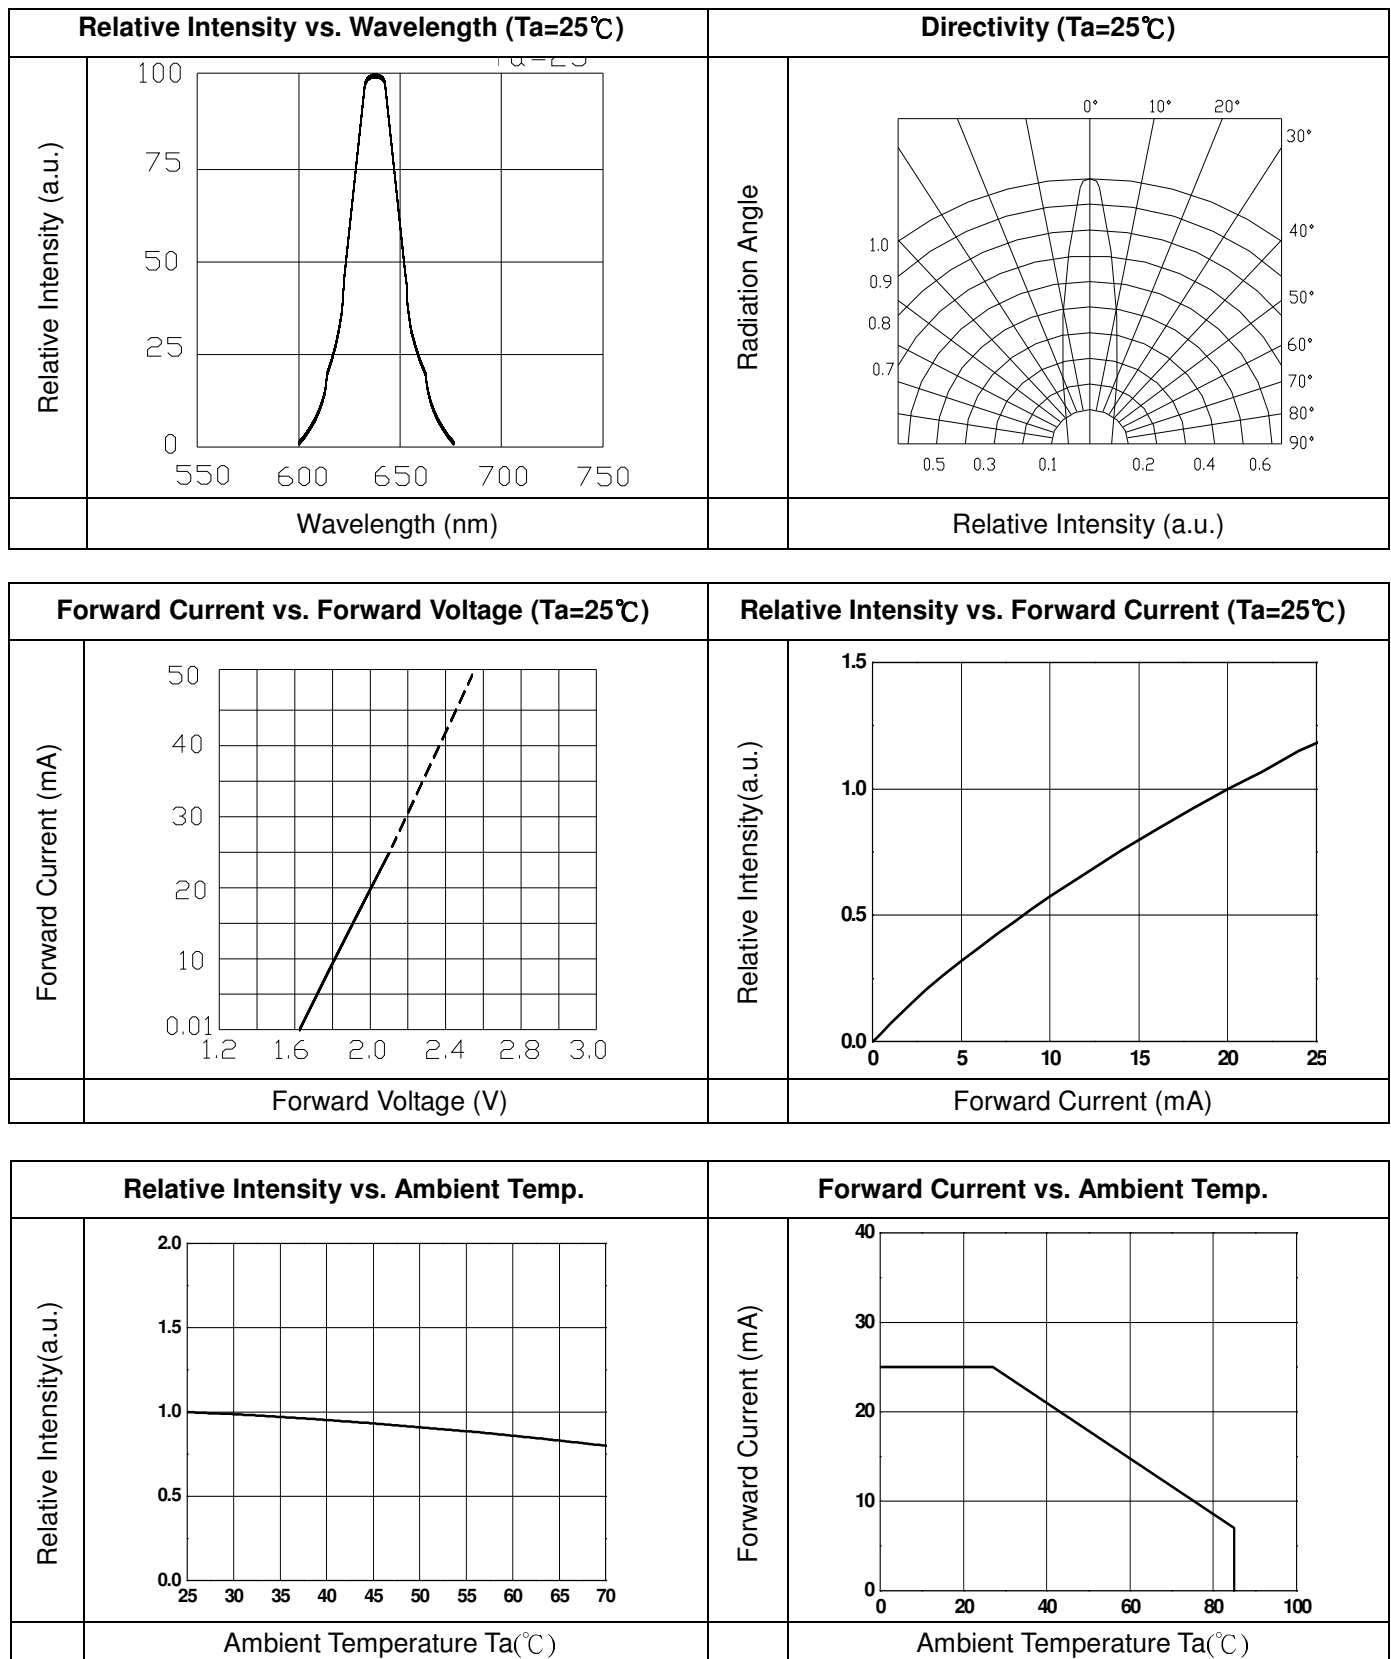 Relative Intensity vs. Wavelength (Ta=25℃)
Directivity (Ta=25℃)
Relative Intensity (a.u.)
100
75
50
25
0
550 600 650 700 750
Wavelength (nm)
Radiation Angle
0° 10° 20°
30°
40°
50°
60°
70°
80°
90°
1.0
0.9
0.8
0.7
0.5 0.3 0.1 0.2 0.4 0.6
Relative Intensity (a.u.)
Forward Current vs. Forward Voltage (Ta=25℃)
Relative Intensity vs. Forward Current (Ta=25℃)
Forward Current (mA)
50
40
30
20
10
0.01
1.2 1.6 2.0 2.4 2.8 3.0
Forward Voltage (V)
Relative Intensity(a.u.)
1.5
1.0
0.5
0.0
0 5 10 15 20 25
Forward Current (mA)
Relative Intensity vs. Ambient Temp.
Forward Current vs. Ambient Temp.
Relative Intensity(a.u.)
2.0
1.5
1.0
0.5
0.0
25 30 35 40 45 50 55 60 65 70
Ambient Temperature Ta(℃)
Forward Current (mA)
40
30
20
10
0
0 20 40 60 80 100
Ambient Temperature Ta(℃)